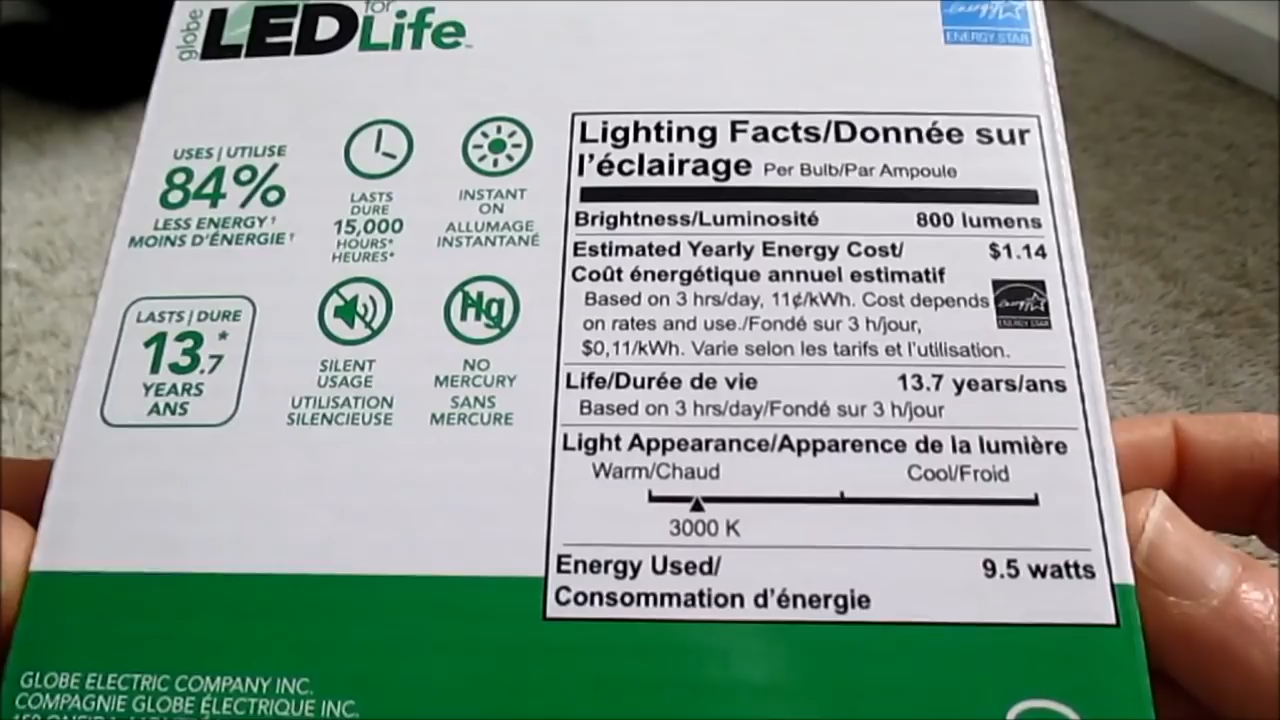 globe LED for Life™
Energy
ENERGY STAR
USES | UTILISE
84%
LESS ENERGY†
MOINS D'ÉNERGIE†
LASTS
DURE
15,000
HOURS*
HEURES*
INSTANT
ON
ALLUMAGE
INSTANTANÉ
LASTS | DURE
13.7*
YEARS
ANS
SILENT
USAGE
UTILISATION
SILENCIEUSE
Hg
NO
MERCURY
SANS
MERCURE
Lighting Facts/Donnée sur
l'éclairage Per Bulb/Par Ampoule
Brightness/Luminosité 800 lumens
Estimated Yearly Energy Cost/ $1.14
Coût énergétique annuel estimatif
Based on 3 hrs/day, 11¢/kWh. Cost depends
on rates and use./Fondé sur 3 h/jour,
$0,11/kWh. Varie selon les tarifs et l'utilisation.
energy
ENERGY STAR
Life/Durée de vie 13.7 years/ans
Based on 3 hrs/day/Fondé sur 3 h/jour
Light Appearance/Apparence de la lumière
Warm/Chaud Cool/Froid
3000 K
Energy Used/ 9.5 watts
Consommation d'énergie
GLOBE ELECTRIC COMPANY INC.
COMPAGNIE GLOBE ÉLECTRIQUE INC.